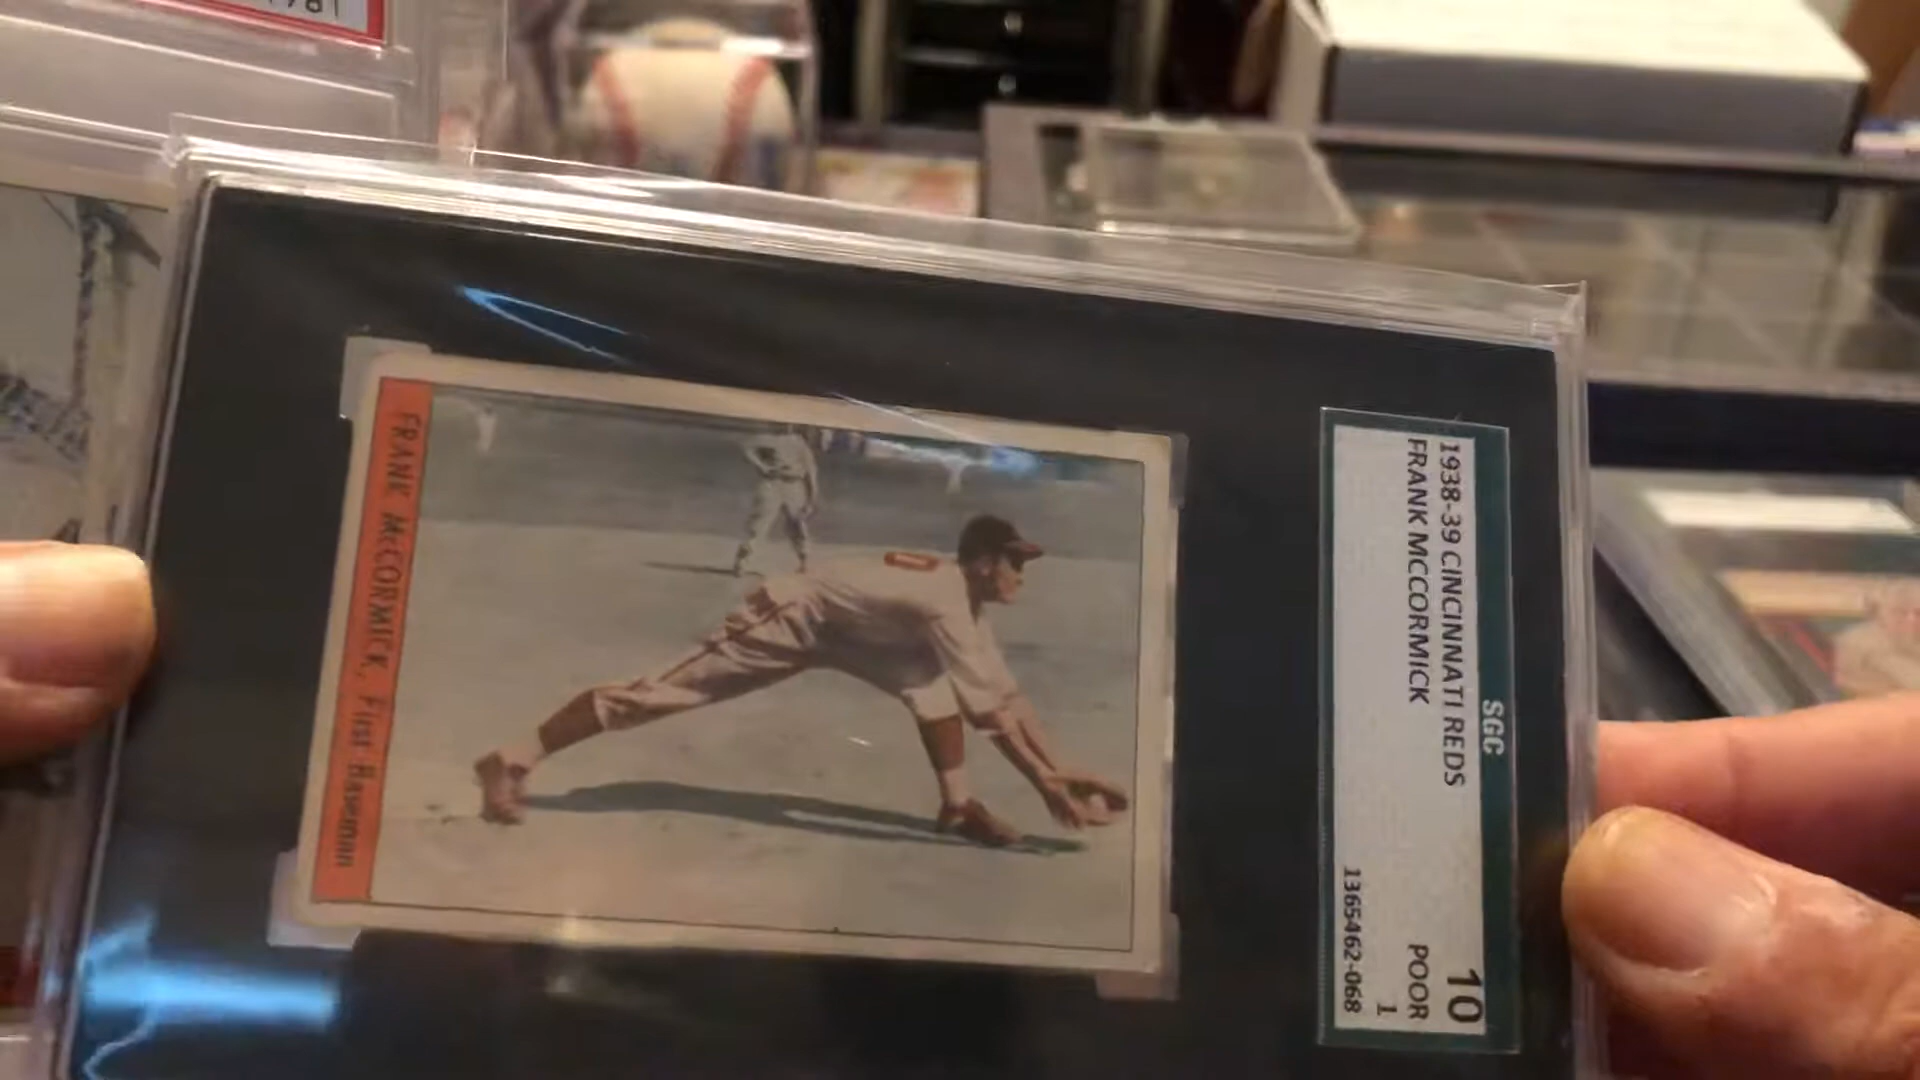 FRANK McCORMICK, First Baseman
SGC
1938-39 CINCINNATI REDS 10
FRANK MCCORMICK POOR
1
1365462-068